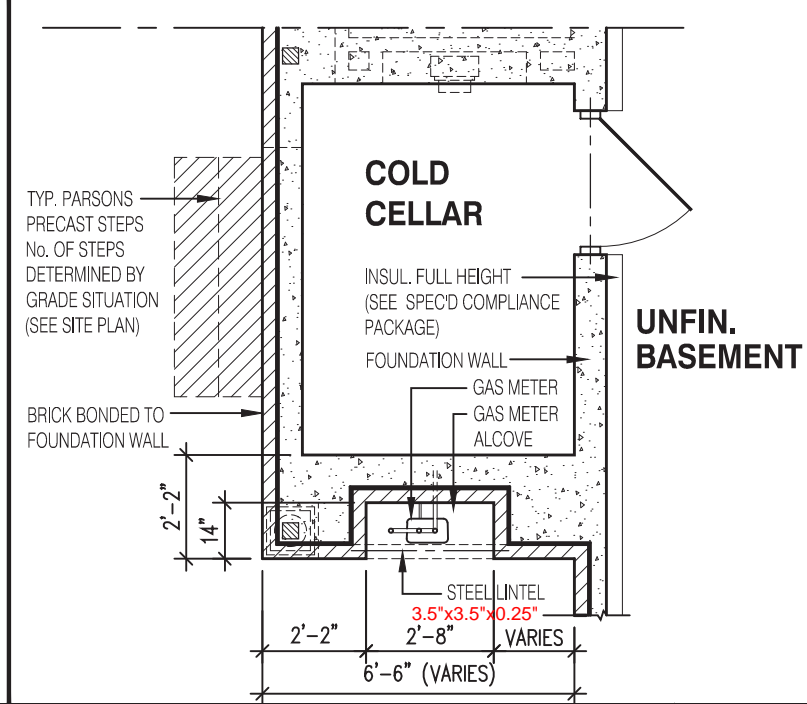 COLD
CELLAR
TYP. PARSONS
PRECAST STEPS
No. OF STEPS
DETERMINED BY
GRADE SITUATION
(SEE SITE PLAN)
INSUL. FULL HEIGHT
(SEE SPEC'D COMPLIANCE
PACKAGE)
UNFIN.
BASEMENT
FOUNDATION WALL
GAS METER
GAS METER
ALCOVE
BRICK BONDED TO
FOUNDATION WALL
2'-2"
14"
STEEL LINTEL
3.5"x3.5"x0.25"
2'-2"
2'-8"
VARIES
6'-6" (VARIES)